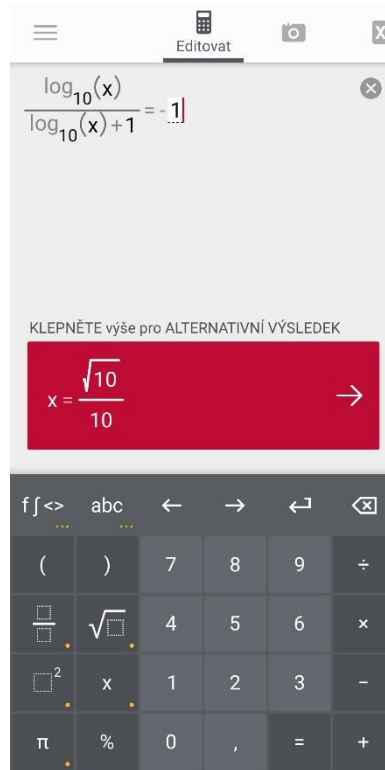 Editovat
log₁₀(x)
log₁₀(x)+1
=-1
KLEPNĚTE výše pro ALTERNATIVNÍ VÝSLEDEK
x = √10
10
→
f∫<> abc ← → ↵ ⌫
( ) 7 8 9 ÷
√ 4 5 6 ×
² x 1 2 3 −
π % 0 , = +